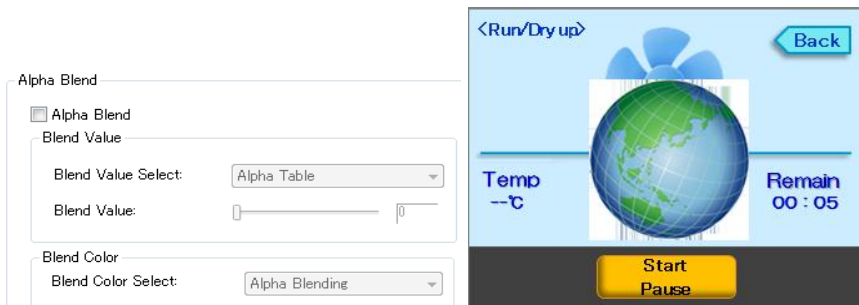 Alpha Blend
Alpha Blend
Blend Value
Blend Value Select: Alpha Table
Blend Value: 0
Blend Color
Blend Color Select: Alpha Blending
<Run/Dry up>
Back
Temp
--℃
Remain
00 : 05
Start
Pause